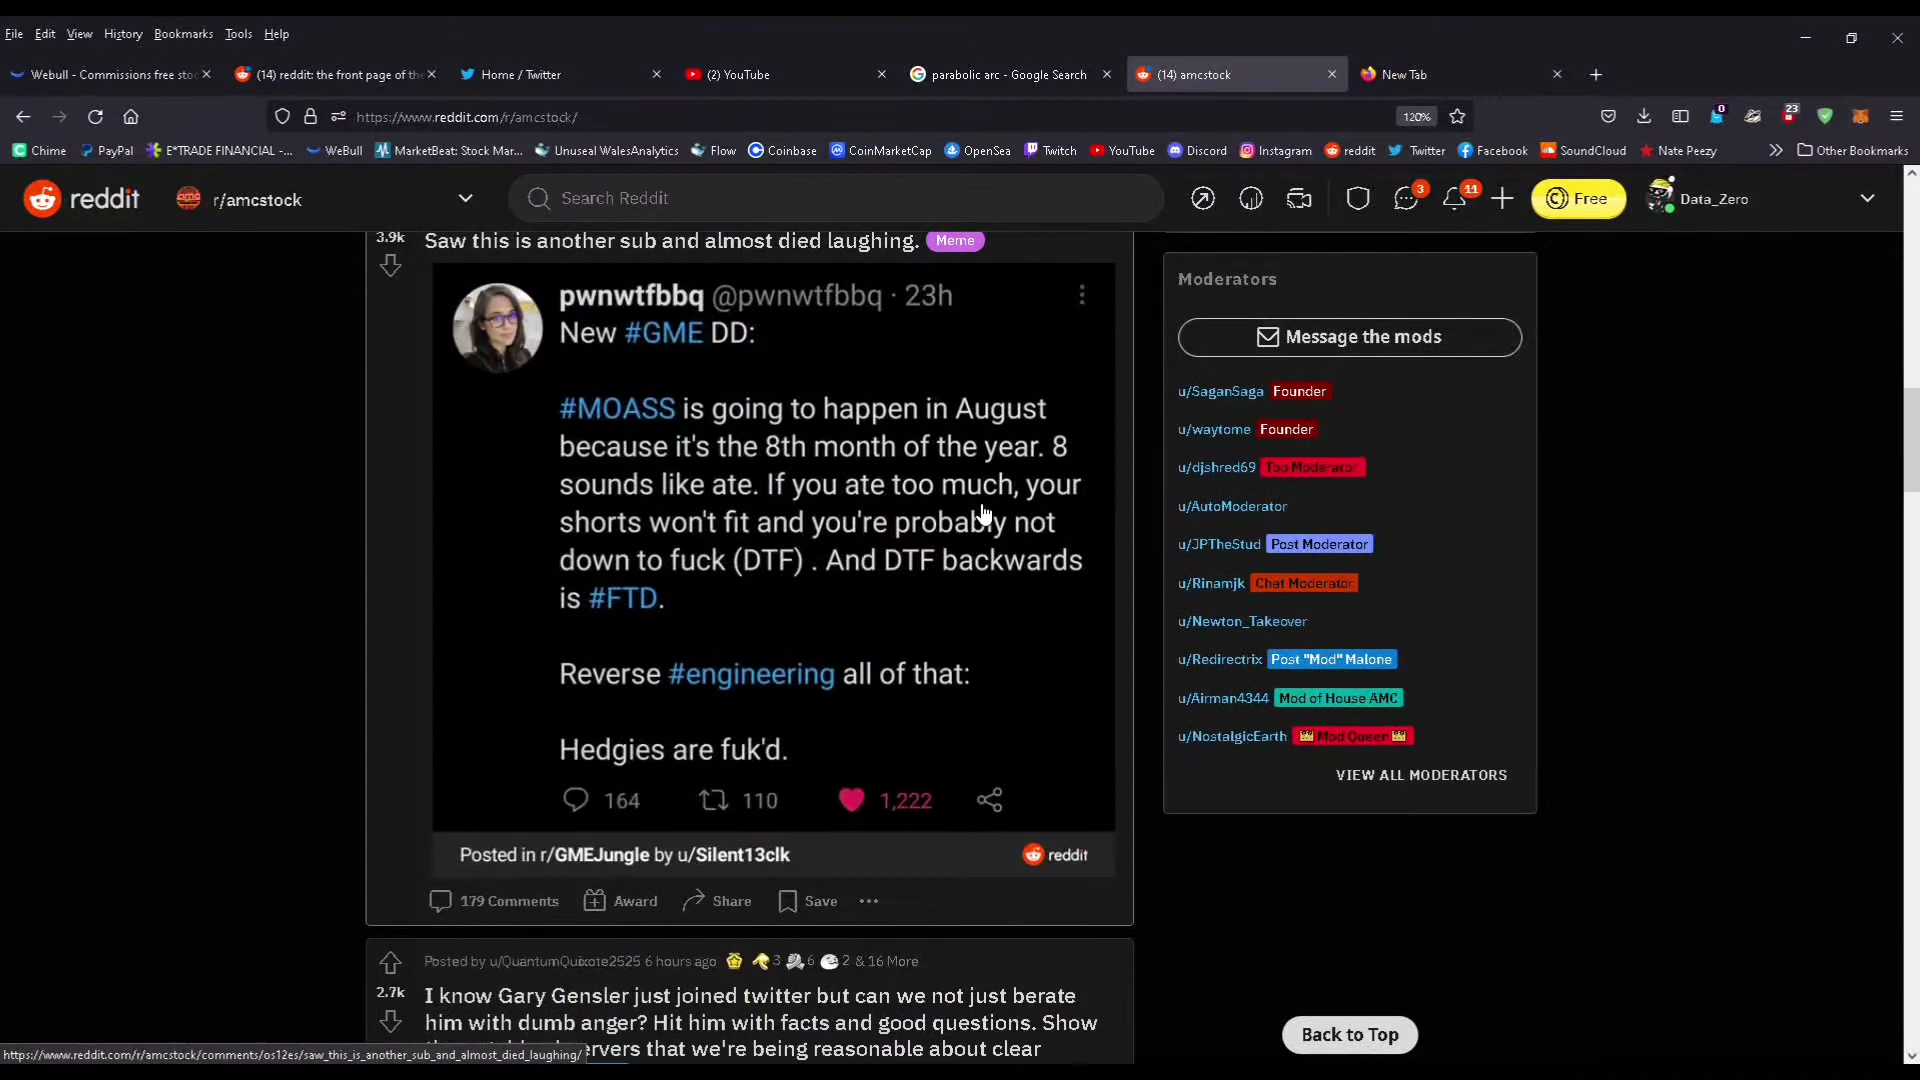 File Edit View History Bookmarks Tools Help
Webull - Commissions free sto (14) reddit: the front page of the Home / Twitter (2) YouTube parabolic arc - Google Search (14) amcstock New Tab
https://www.reddit.com/r/amcstock/ 120% 0 23
Chime PayPal E*TRADE FINANCIAL -... WeBull MarketBeat: Stock Mar... Unuseal WalesAnalytics Flow Coinbase CoinMarketCap OpenSea Twitch YouTube Discord Instagram reddit Twitter Facebook SoundCloud Nate Peezy Other Bookmarks
reddit r/amcstock Search Reddit 3 11 Free Data_Zero
3.9k
Saw this is another sub and almost died laughing. Meme
pwnwtfbbq @pwnwtfbbq · 23h
New #GME DD:
#MOASS is going to happen in August
because it's the 8th month of the year. 8
sounds like ate. If you ate too much, your
shorts won't fit and you're probably not
down to fuck (DTF) . And DTF backwards
is #FTD.
Reverse #engineering all of that:
Hedgies are fuk'd.
164 110 1,222
Posted in r/GMEJungle by u/Silent13clk reddit
179 Comments Award Share Save
Posted by u/QuantumQuixote2525 6 hours ago 3 6 2 & 16 More
2.7k
I know Gary Gensler just joined twitter but can we not just berate
him with dumb anger? Hit him with facts and good questions. Show
ervers that we're being reasonable about clear
Moderators
Message the mods
u/SaganSaga Founder
u/waytome Founder
u/djshred69 Too Moderator
u/AutoModerator
u/JPTheStud Post Moderator
u/Rinamjk Chat Moderator
u/Newton_Takeover
u/Redirectrix Post "Mod" Malone
u/Airman4344 Mod of House AMC
u/NostalgicEarth Mod Queen
VIEW ALL MODERATORS
Back to Top
https://www.reddit.com/r/amcstock/comments/os12es/saw_this_is_another_sub_and_almost_died_laughing/